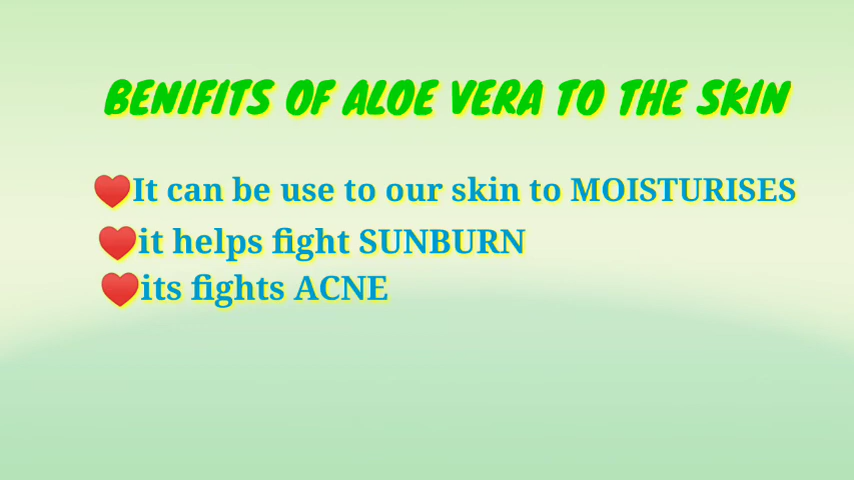 BENIFITS OF ALOE VERA TO THE SKIN
❤️It can be use to our skin to MOISTURISES
❤️it helps fight SUNBURN
❤️its fights ACNE